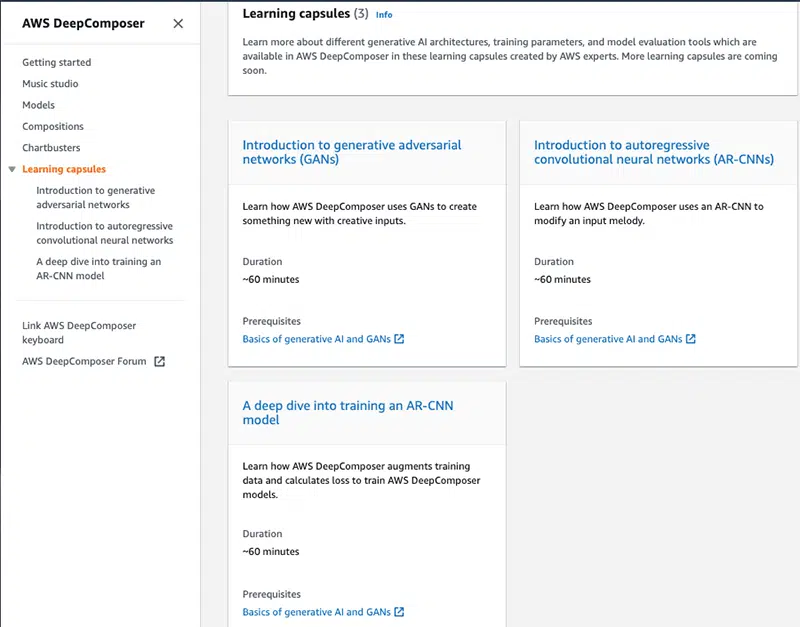 AWS DeepComposer
Getting started
Music studio
Models
Compositions
Chartbusters
Learning capsules
Introduction to generative
adversarial networks
Introduction to autoregressive
convolutional neural networks
A deep dive into training an
AR-CNN model
Link AWS DeepComposer
keyboard
AWS DeepComposer Forum
Learning capsules (3) Info
Learn more about different generative AI architectures, training parameters, and model evaluation tools which are
available in AWS DeepComposer in these learning capsules created by AWS experts. More learning capsules are coming
soon.
Introduction to generative adversarial
networks (GANs)
Learn how AWS DeepComposer uses GANs to create
something new with creative inputs.
Duration
~60 minutes
Prerequisites
Basics of generative AI and GANs
Introduction to autoregressive
convolutional neural networks (AR-CNNs)
Learn how AWS DeepComposer uses an AR-CNN to
modify an input melody.
Duration
~60 minutes
Prerequisites
Basics of generative AI and GANs
A deep dive into training an AR-CNN
model
Learn how AWS DeepComposer augments training
data and calculates loss to train AWS DeepComposer
models.
Duration
~60 minutes
Prerequisites
Basics of generative AI and GANs